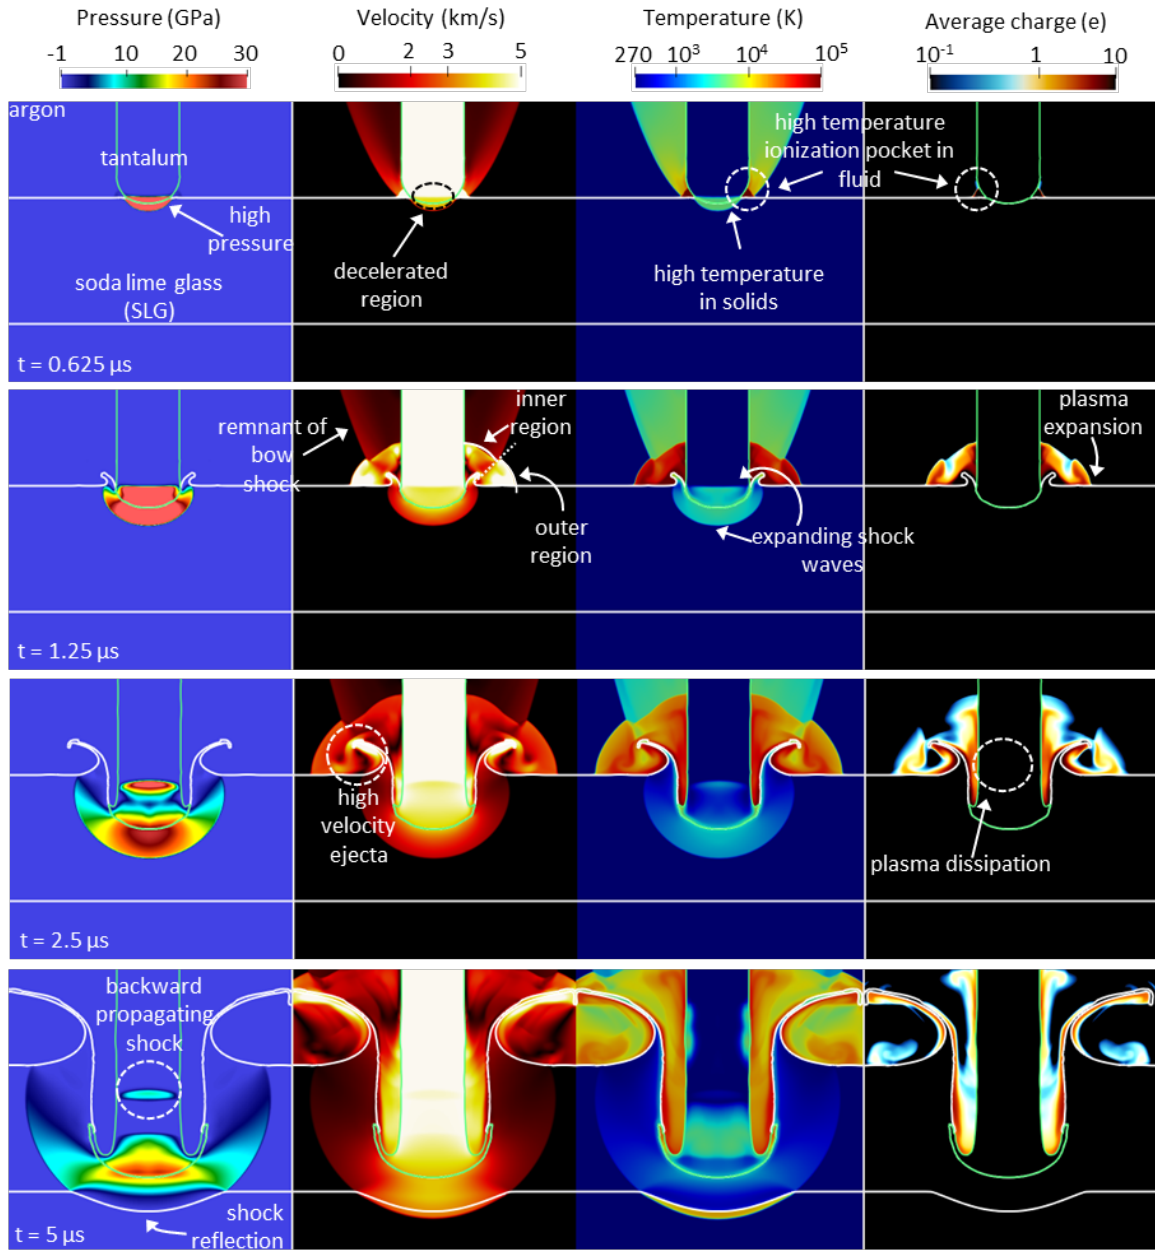 Pressure (GPa)
Velocity (km/s)
Temperature (K)
Average charge (e)
-1 10 20 30
0 2 3 5
270 10³ 10⁴ 10⁵
10⁻¹ 1 10
argon
tantalum
high
pressure
soda lime glass
(SLG)
t = 0.625 µs
decelerated
region
high temperature
in solids
high temperature
ionization pocket in
fluid
remnant of
bow
shock
inner
region
outer
region
expanding shock
waves
plasma
expansion
t = 1.25 µs
high
velocity
ejecta
plasma dissipation
t = 2.5 µs
backward
propagating
shock
shock
reflection
t = 5 µs